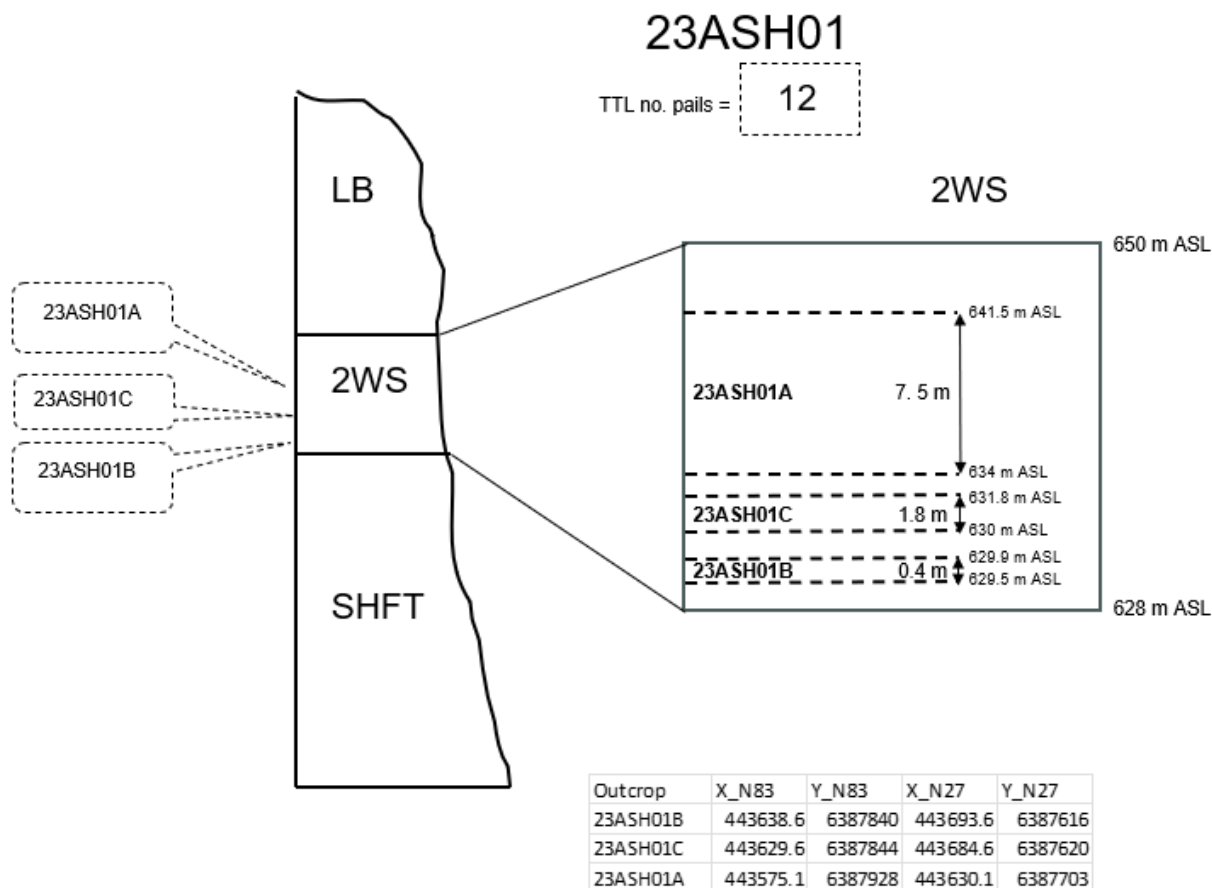 23ASH01
TTL no. pails = 12
LB
2WS
650 m ASL
641.5 m ASL
23ASH01A
23ASH01A 7. 5 m
2WS
23ASH01C
634 m ASL
631.8 m ASL
23ASH01C 1.8 m
630 m ASL
23ASH01B
629.9 m ASL
23ASH01B 0.4 m
629.5 m ASL
SHFT
628 m ASL
Outcrop X_N83 Y_N83 X_N27 Y_N27
23ASH01B 443638.6 6387840 443693.6 6387616
23ASH01C 443629.6 6387844 443684.6 6387620
23ASH01A 443575.1 6387928 443630.1 6387703